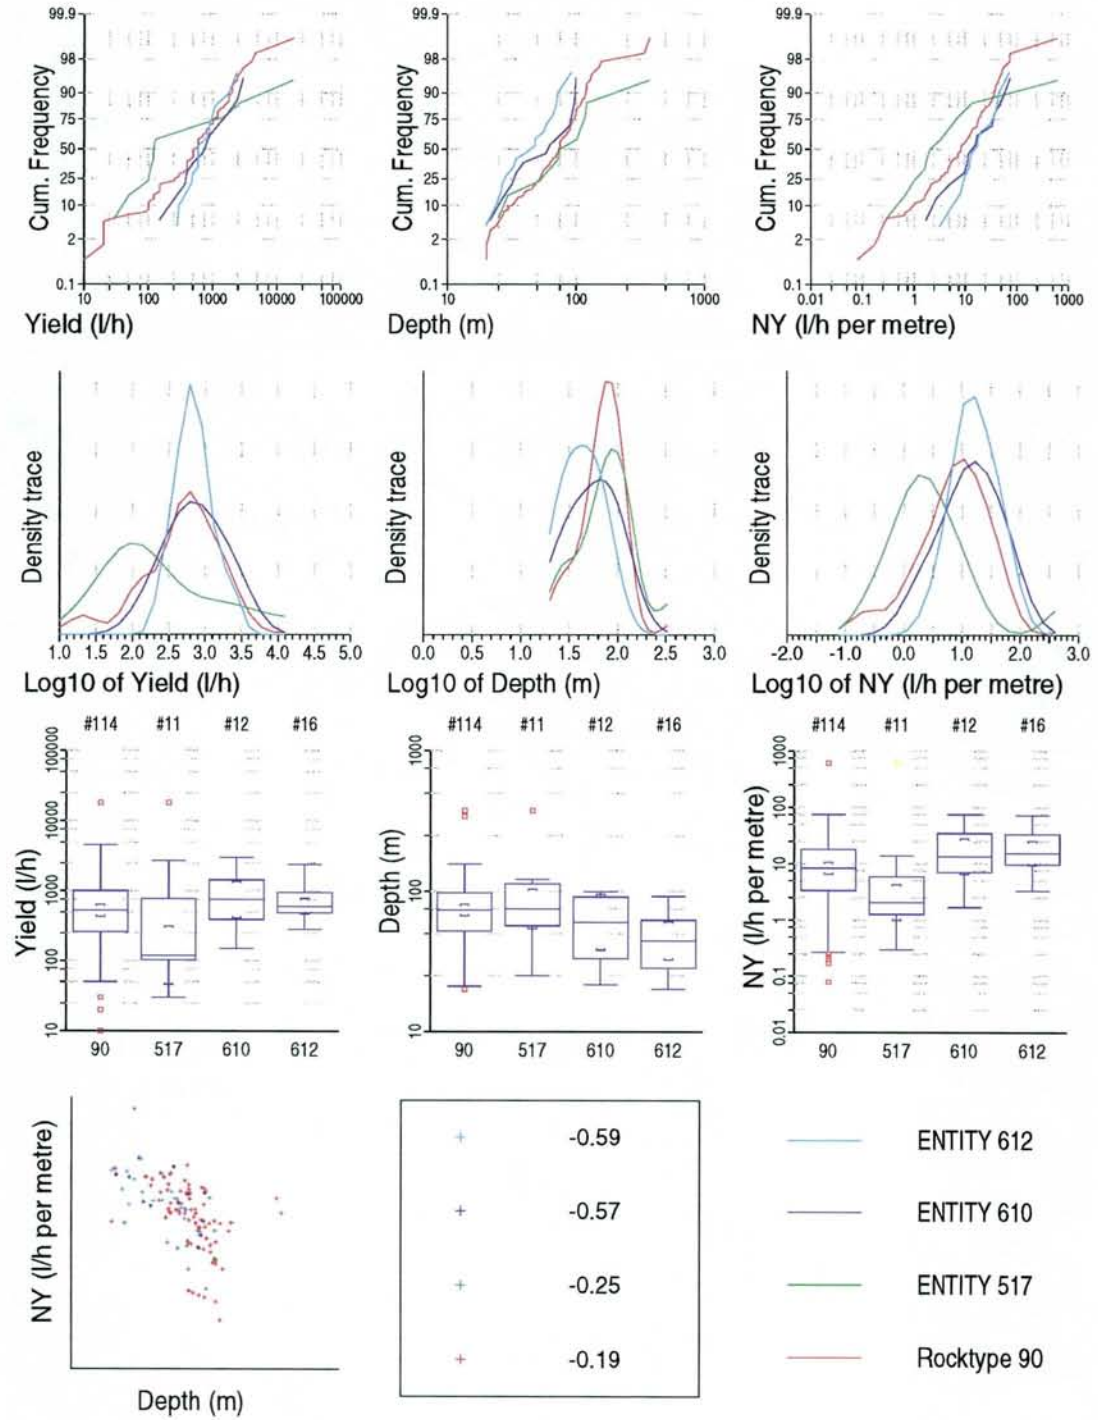 99.9 99.9 99.9
98 98 98
90 90 90
75 75 75
50 50 50
25 25 25
10 10 10
2 2 2
0.1 0.1 0.1
Cum. Frequency Cum. Frequency Cum. Frequency
10 100 1000 10000 100000 10 100 1000 0.01 0.1 1 10 100 1000
Yield (l/h) Depth (m) NY (l/h per metre)
Density trace Density trace Density trace
1.0 1.5 2.0 2.5 3.0 3.5 4.0 4.5 5.0 0.0 0.5 1.0 1.5 2.0 2.5 3.0 -2.0 -1.0 0.0 1.0 2.0 3.0
Log10 of Yield (l/h) Log10 of Depth (m) Log10 of NY (l/h per metre)
#114 #11 #12 #16 #114 #11 #12 #16 #114 #11 #12 #16
100000 1000 1000
10000 100
1000 100 10
1
100 0.1
10 10 0.01
Yield (l/h) Depth (m) NY (l/h per metre)
90 517 610 612 90 517 610 612 90 517 610 612
NY (l/h per metre)
Depth (m)
-0.59 ENTITY 612
-0.57 ENTITY 610
-0.25 ENTITY 517
-0.19 Rocktype 90